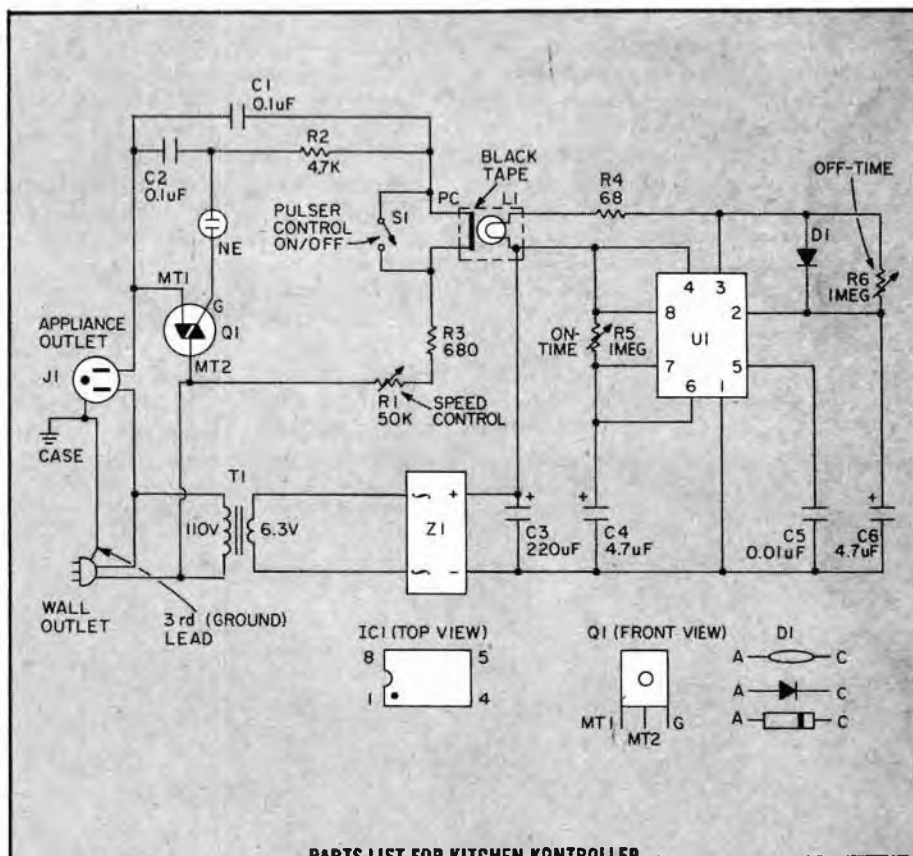 C1
0.1uF
R2
4.7K
C2
0.1uF
BLACK
TAPE
OFF-TIME
PC
L1
R4
68
S1
PULSER
CONTROL
ON/OFF
NE
D1
R6
1MEG
MT1
G
Q1
MT2
4 3
8 2
U1
7 5
6 1
ON-
TIME
R5
1MEG
R3
680
APPLIANCE
OUTLET
J1
R1
50K
SPEED
CONTROL
CASE
T1
110V
6.3V
Z1
+
-
+
C3
220uF
+
C4
4.7uF
C5
0.01uF
+
C6
4.7uF
WALL
OUTLET
3rd (GROUND)
LEAD
IC1 (TOP VIEW)
8 5
1 4
Q1 (FRONT VIEW)
MT1 G
MT2
D1
A C
A C
A C
PARTS LIST FOR KITCHEN KONTROLLER